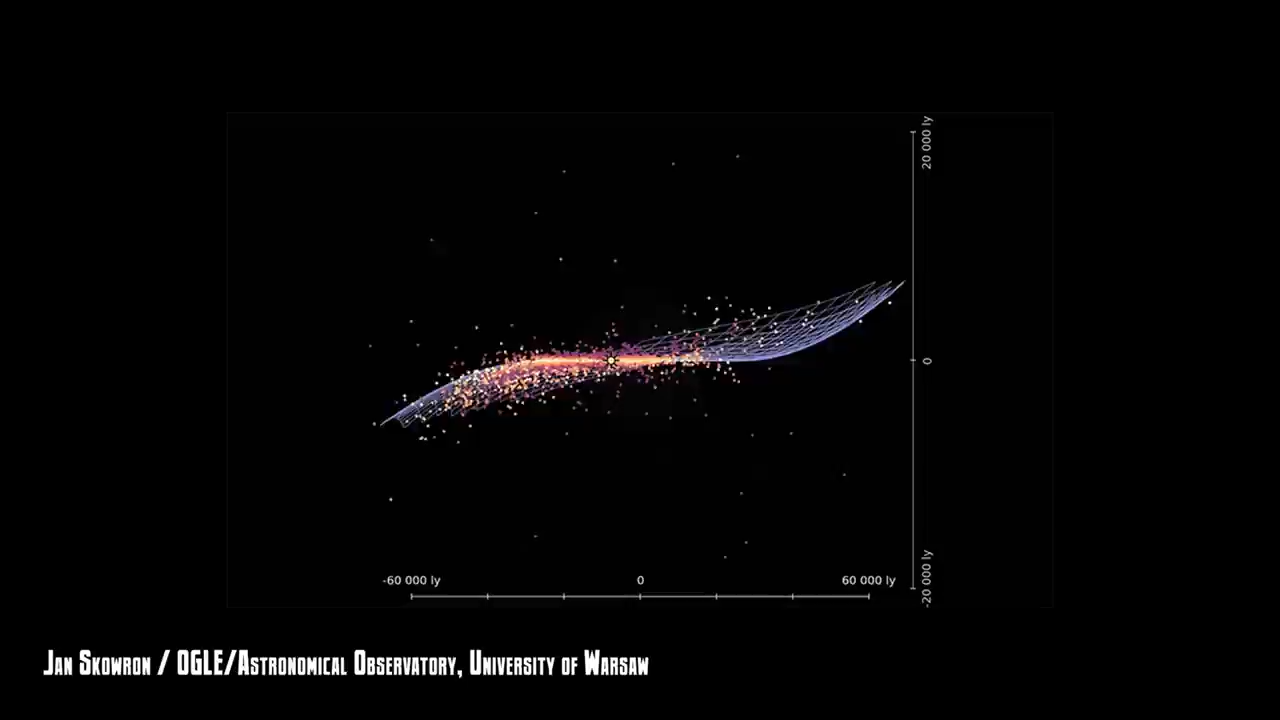 20 000 ly
0
-20 000 ly
-60 000 ly 0 60 000 ly
Jan Skowron / OGLE/Astronomical Observatory, University of Warsaw